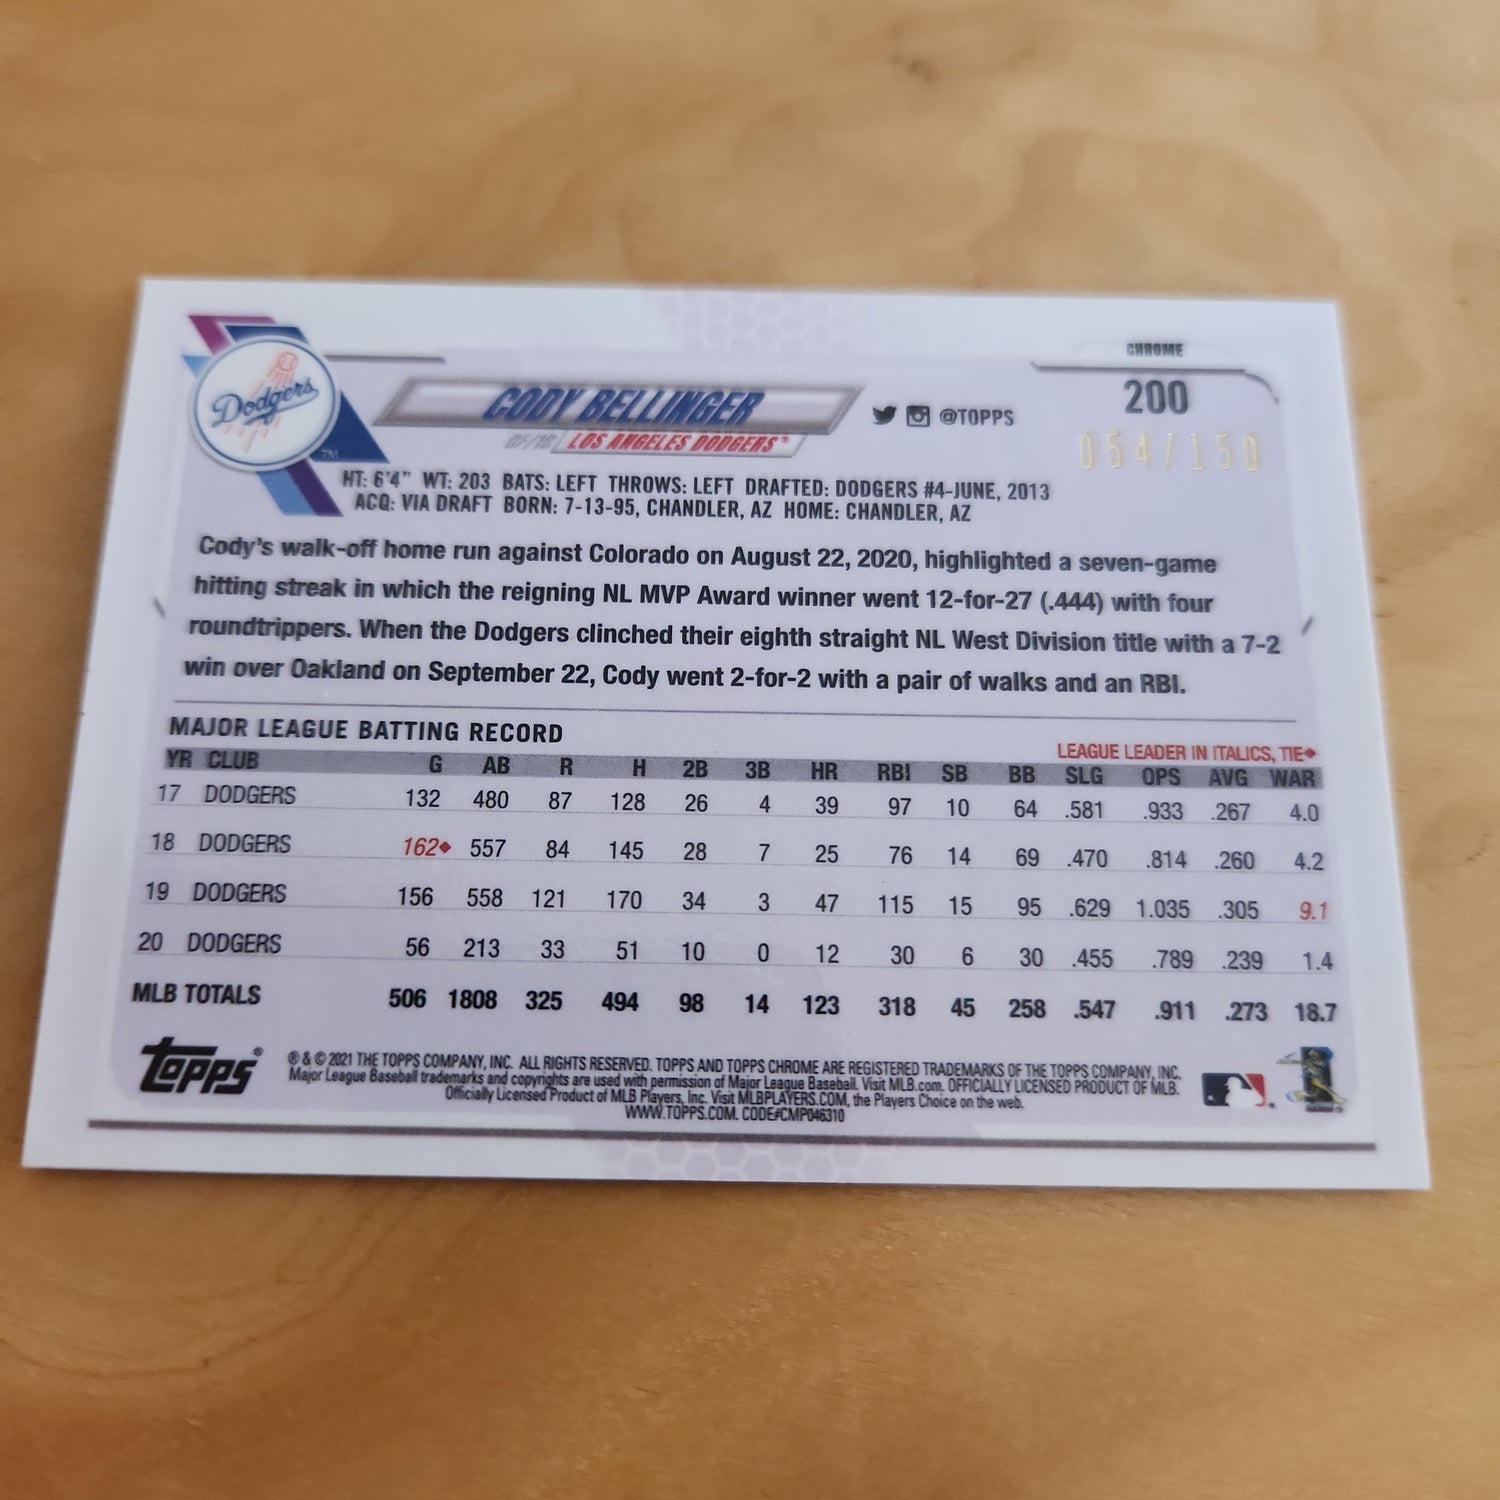 Dodgers
TM
CODY BELLINGER
OF/1B LOS ANGELES DODGERS®
@TOPPS
CHROME
200
054/150
HT: 6'4" WT: 203 BATS: LEFT THROWS: LEFT DRAFTED: DODGERS #4-JUNE, 2013
ACQ: VIA DRAFT BORN: 7-13-95, CHANDLER, AZ HOME: CHANDLER, AZ
Cody's walk-off home run against Colorado on August 22, 2020, highlighted a seven-game
hitting streak in which the reigning NL MVP Award winner went 12-for-27 (.444) with four
roundtrippers. When the Dodgers clinched their eighth straight NL West Division title with a 7-2
win over Oakland on September 22, Cody went 2-for-2 with a pair of walks and an RBI.
MAJOR LEAGUE BATTING RECORD
LEAGUE LEADER IN ITALICS, TIE◆
YR CLUB G AB R H 2B 3B HR RBI SB BB SLG OPS AVG WAR
17 DODGERS 132 480 87 128 26 4 39 97 10 64 .581 .933 .267 4.0
18 DODGERS 162◆ 557 84 145 28 7 25 76 14 69 .470 .814 .260 4.2
19 DODGERS 156 558 121 170 34 3 47 115 15 95 .629 1.035 .305 9.1
20 DODGERS 56 213 33 51 10 0 12 30 6 30 .455 .789 .239 1.4
MLB TOTALS 506 1808 325 494 98 14 123 318 45 258 .547 .911 .273 18.7
topps®
® & © 2021 THE TOPPS COMPANY, INC. ALL RIGHTS RESERVED. TOPPS AND TOPPS CHROME ARE REGISTERED TRADEMARKS OF THE TOPPS COMPANY, INC.
Major League Baseball trademarks and copyrights are used with permission of Major League Baseball. Visit MLB.com. OFFICIALLY LICENSED PRODUCT OF MLB.
Officially Licensed Product of MLB Players, Inc. Visit MLBPLAYERS.COM, the Players Choice on the web.
WWW.TOPPS.COM. CODE#CMP046310